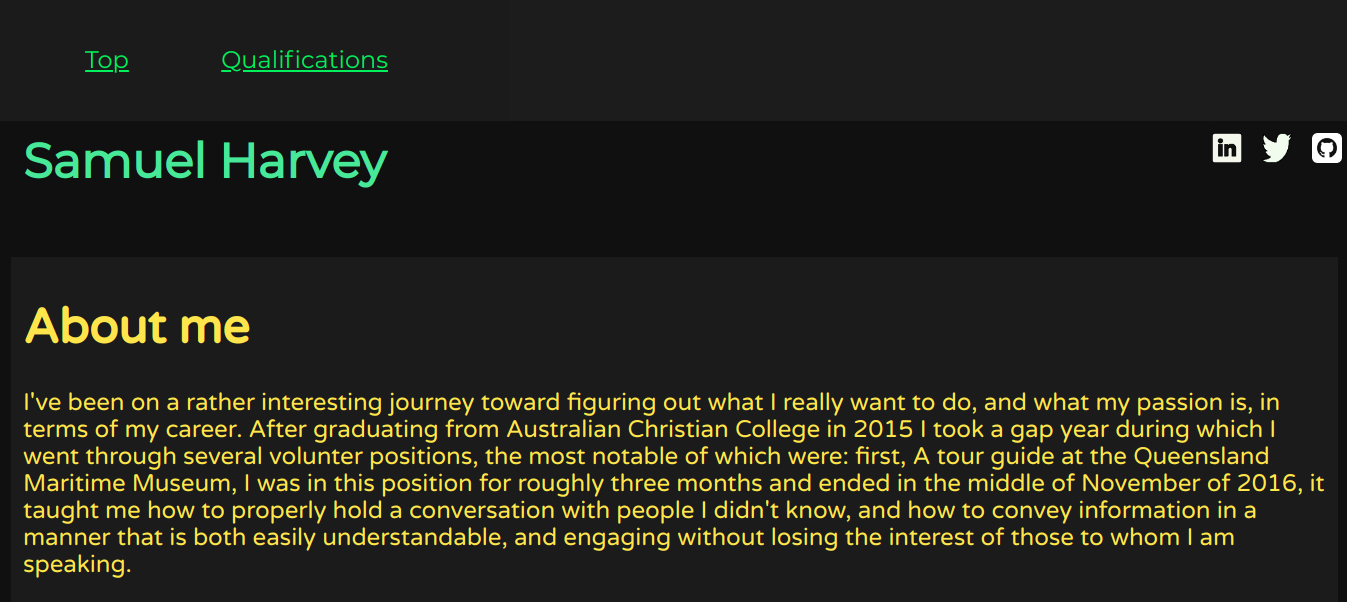 Top Qualifications
Samuel Harvey
in
About me
I've been on a rather interesting journey toward figuring out what I really want to do, and what my passion is, in
terms of my career. After graduating from Australian Christian College in 2015 I took a gap year during which I
went through several volunter positions, the most notable of which were: first, A tour guide at the Queensland
Maritime Museum, I was in this position for roughly three months and ended in the middle of November of 2016, it
taught me how to properly hold a conversation with people I didn't know, and how to convey information in a
manner that is both easily understandable, and engaging without losing the interest of those to whom I am
speaking.